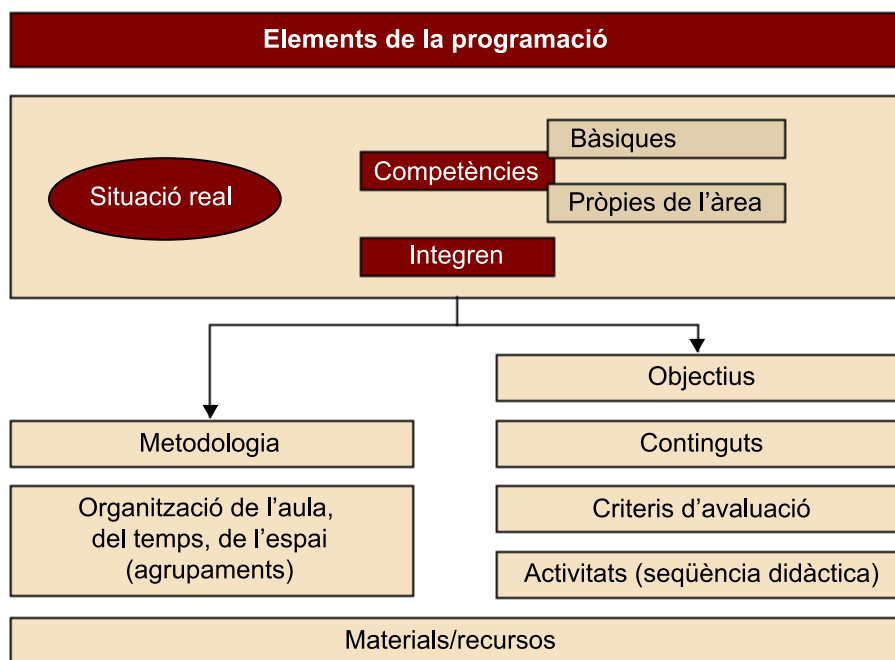 Elements de la programació
Situació real
Competències
Bàsiques
Pròpies de l’àrea
Integren
Metodologia
Organització de l’aula,
del temps, de l’espai
(agrupaments)
Objectius
Continguts
Criteris d’avaluació
Activitats (seqüència didàctica)
Materials/recursos